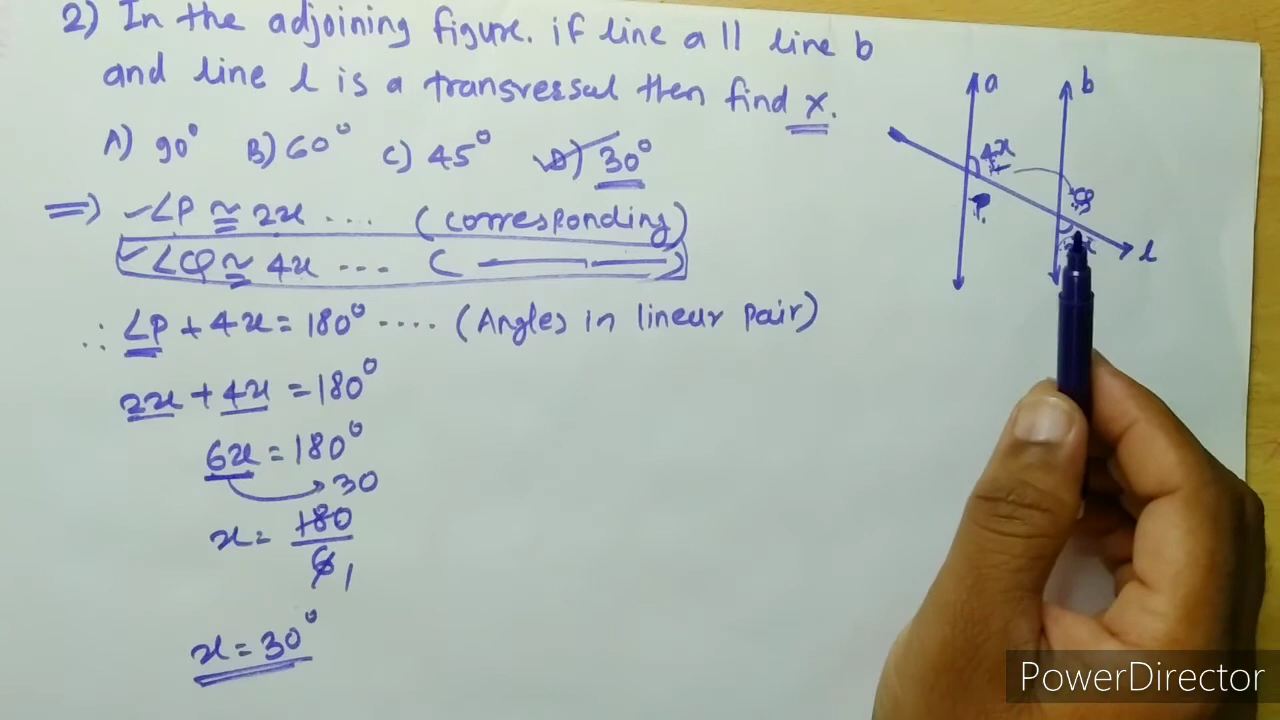 2) In the adjoining figure. if line a || line b
and line l is a transversal then find x.
A) 90° B) 60° C) 45° D) 30°
=> ∠P ≅ 2x .... (corresponding)
∠Q ≅ 4x ... ( ——— )
∴ ∠P + 4x = 180° .... (Angles in linear pair)
2x + 4x = 180°
6x = 180°
30
x = 180
6 1
x = 30°
a
b
4x
P
Q
l
PowerDirector